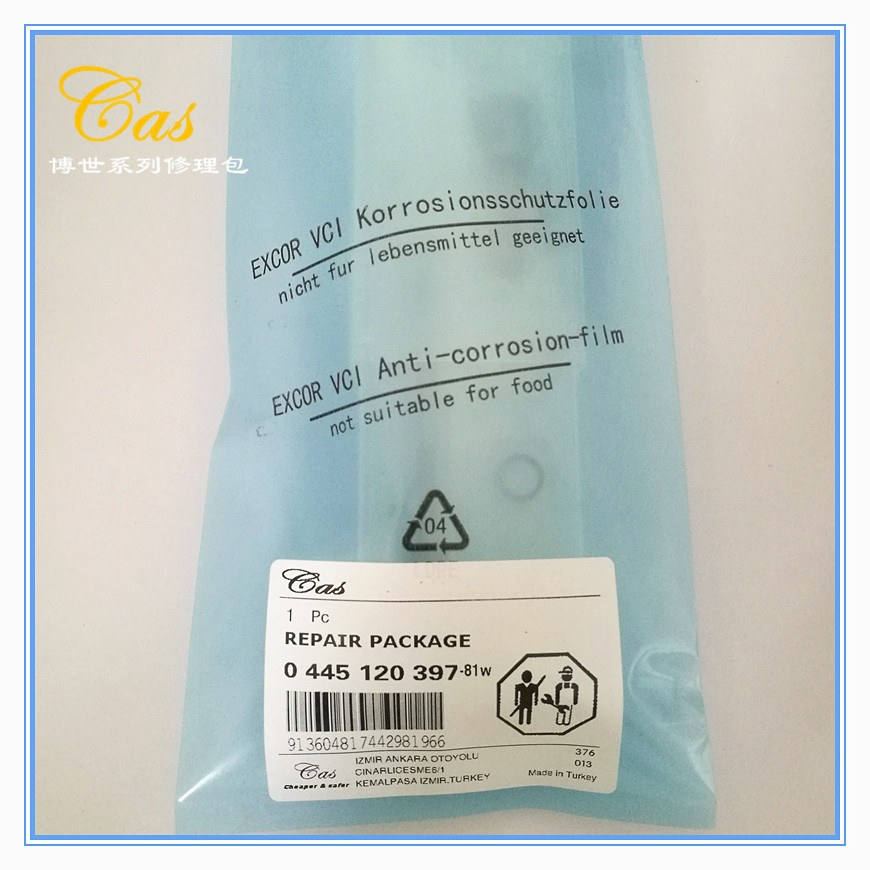 Cas
博世系列修理包
EXCOR VCI Korrosionsschutzfolie
nicht fur lebensmittel geeignet
EXCOR VCI Anti-corrosion-film
not suitable for food
04
LDPE
Cas
1 Pc
REPAIR PACKAGE
0 445 120 397-81w
913604817442981966
Cas
Cheaper & safer
IZMIR ANKARA OTOYOLU
CINARLICESME6/1
KEMALPASA IZMIR,TURKEY
376
013
Made in Turkey